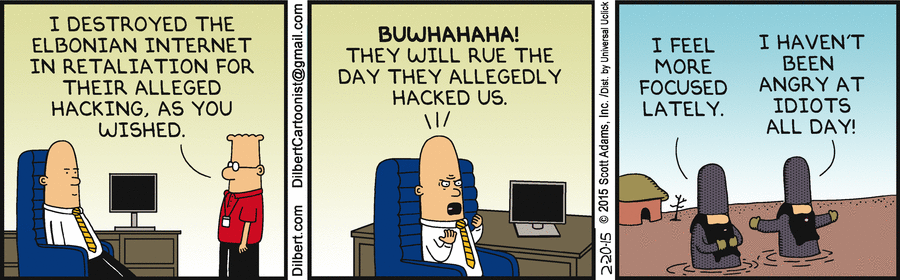 I DESTROYED THE
ELBONIAN INTERNET
IN RETALIATION FOR
THEIR ALLEGED
HACKING, AS YOU
WISHED.
Dilbert.com DilbertCartoonist@gmail.com
BUWHAHAHA!
THEY WILL RUE THE
DAY THEY ALLEGEDLY
HACKED US.
2-20-15 © 2015 Scott Adams, Inc. /Dist. by Universal Uclick
I FEEL
MORE
FOCUSED
LATELY.
I HAVEN'T
BEEN
ANGRY AT
IDIOTS
ALL DAY!